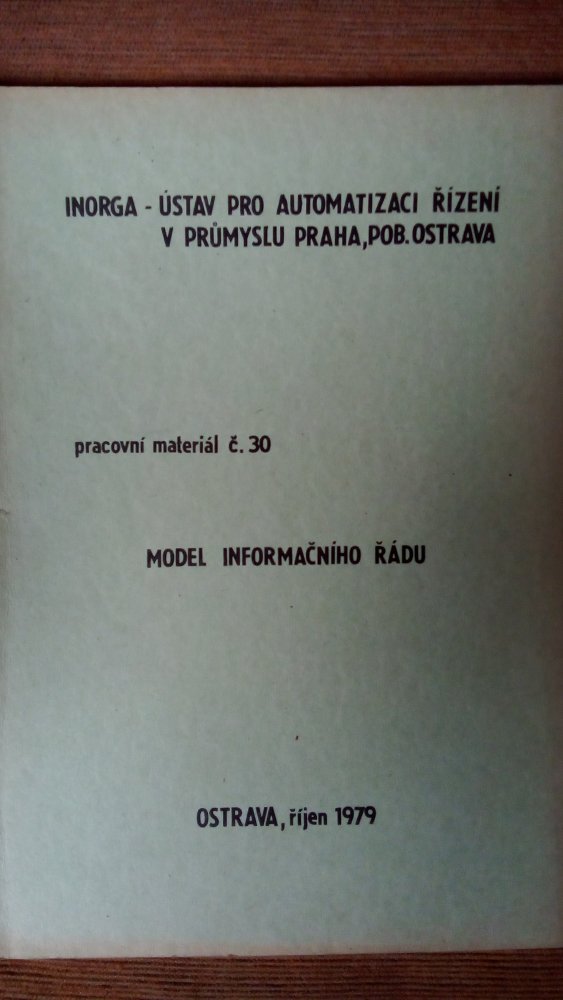 INORGA - ÚSTAV PRO AUTOMATIZACI ŘÍZENÍ
V PRŮMYSLU PRAHA, POB. OSTRAVA
pracovní materiál č. 30
MODEL INFORMAČNÍHO ŘÁDU
OSTRAVA, říjen 1979